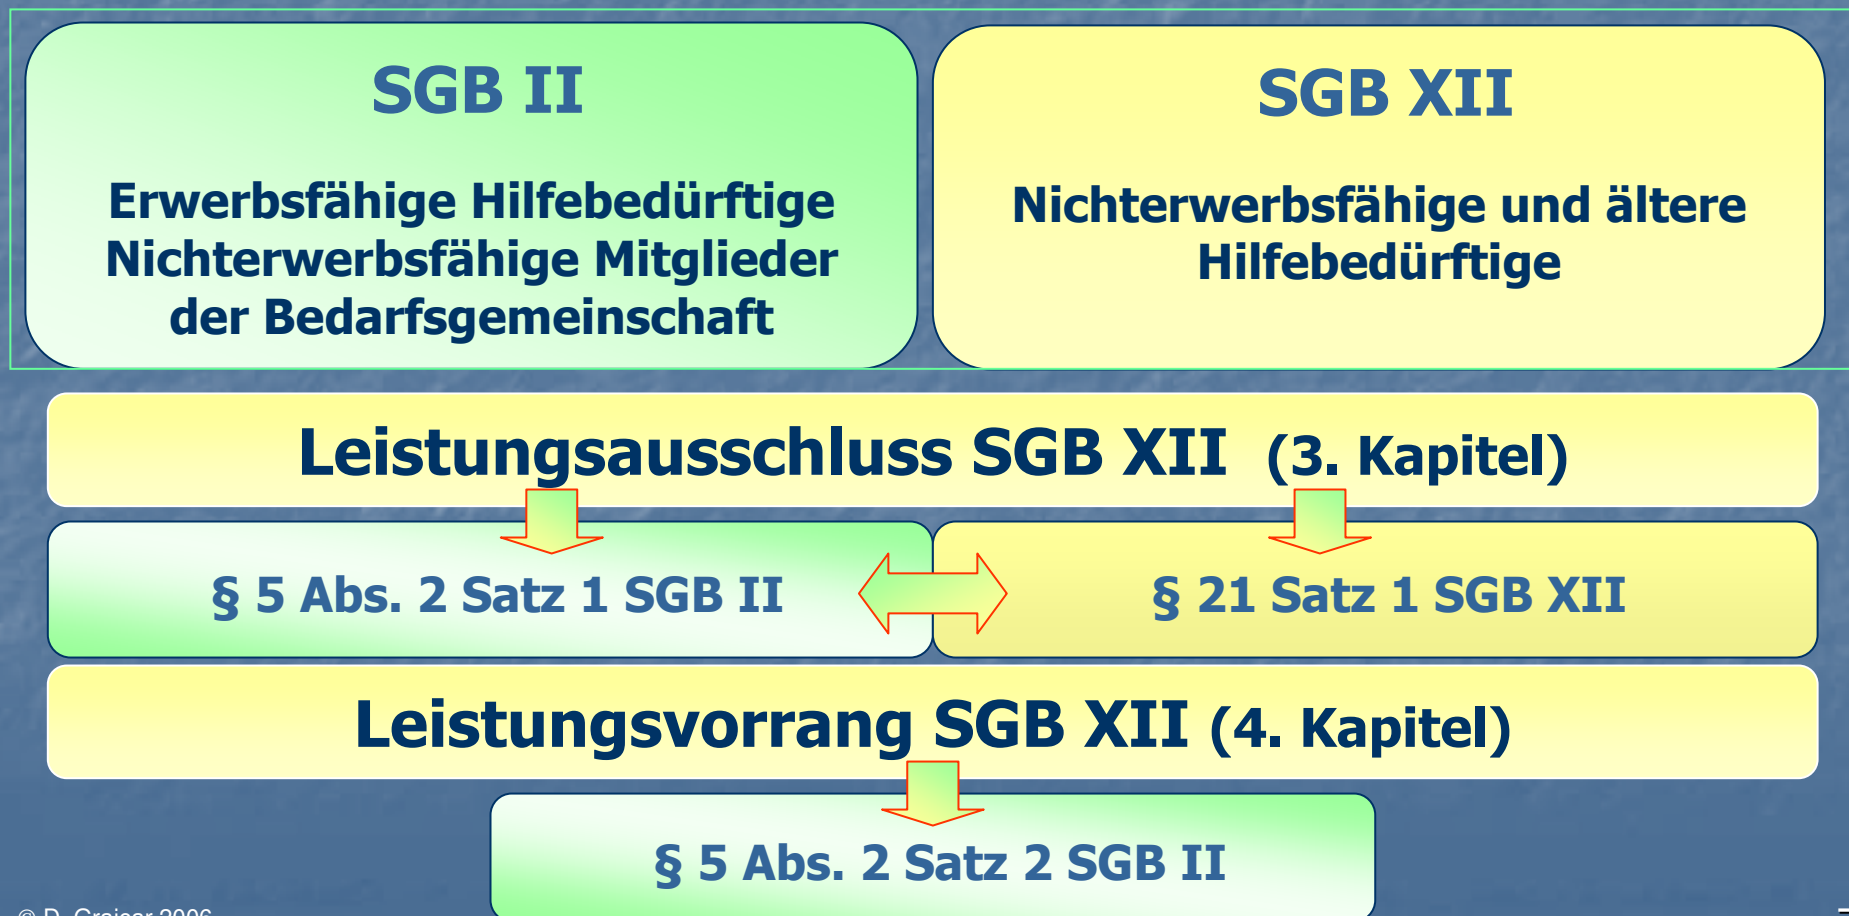 SGB II
Erwerbsfähige Hilfebedürftige
Nichterwerbsfähige Mitglieder
der Bedarfsgemeinschaft
SGB XII
Nichterwerbsfähige und ältere
Hilfebedürftige
Leistungsausschluss SGB XII (3. Kapitel)
§ 5 Abs. 2 Satz 1 SGB II
§ 21 Satz 1 SGB XII
Leistungsvorrang SGB XII (4. Kapitel)
§ 5 Abs. 2 Satz 2 SGB II
© D. 2006